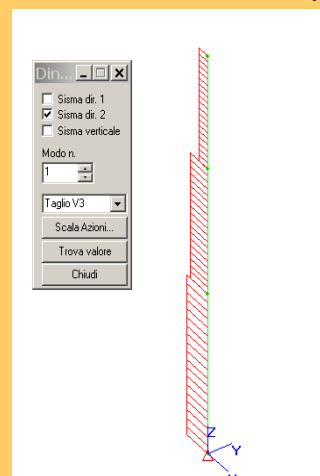 Din...
Sisma dir. 1
Sisma dir. 2
Sisma verticale
Modo n.
1
Taglio V3
Scala Azioni...
Trova valore
Chiudi
Z
Y